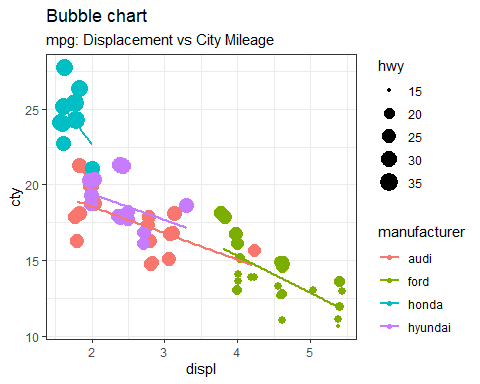 Bubble chart
mpg: Displacement vs City Mileage
cty
25
20
15
10
2
3
4
5
displ
hwy
15
20
25
30
35
manufacturer
audi
ford
honda
hyundai